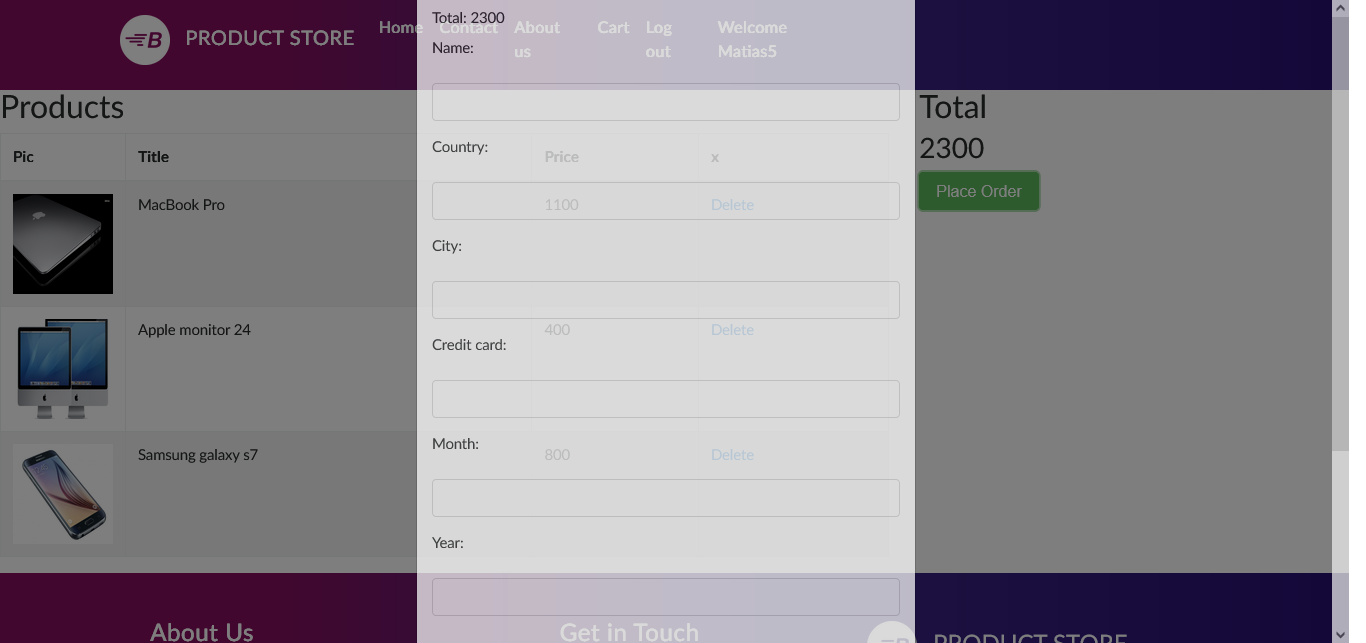 Total: 2300
PRODUCT STORE
Home
Contact
About us
Cart
Log out
Welcome Matias5
Name:
Products
Total
2300
Place Order
Pic
Title
Price
x
Country:
MacBook Pro
1100
Delete
City:
Apple monitor 24
400
Delete
Credit card:
Month:
Samsung galaxy s7
800
Delete
Year:
About Us
Get in Touch
B
PRODUCT STORE